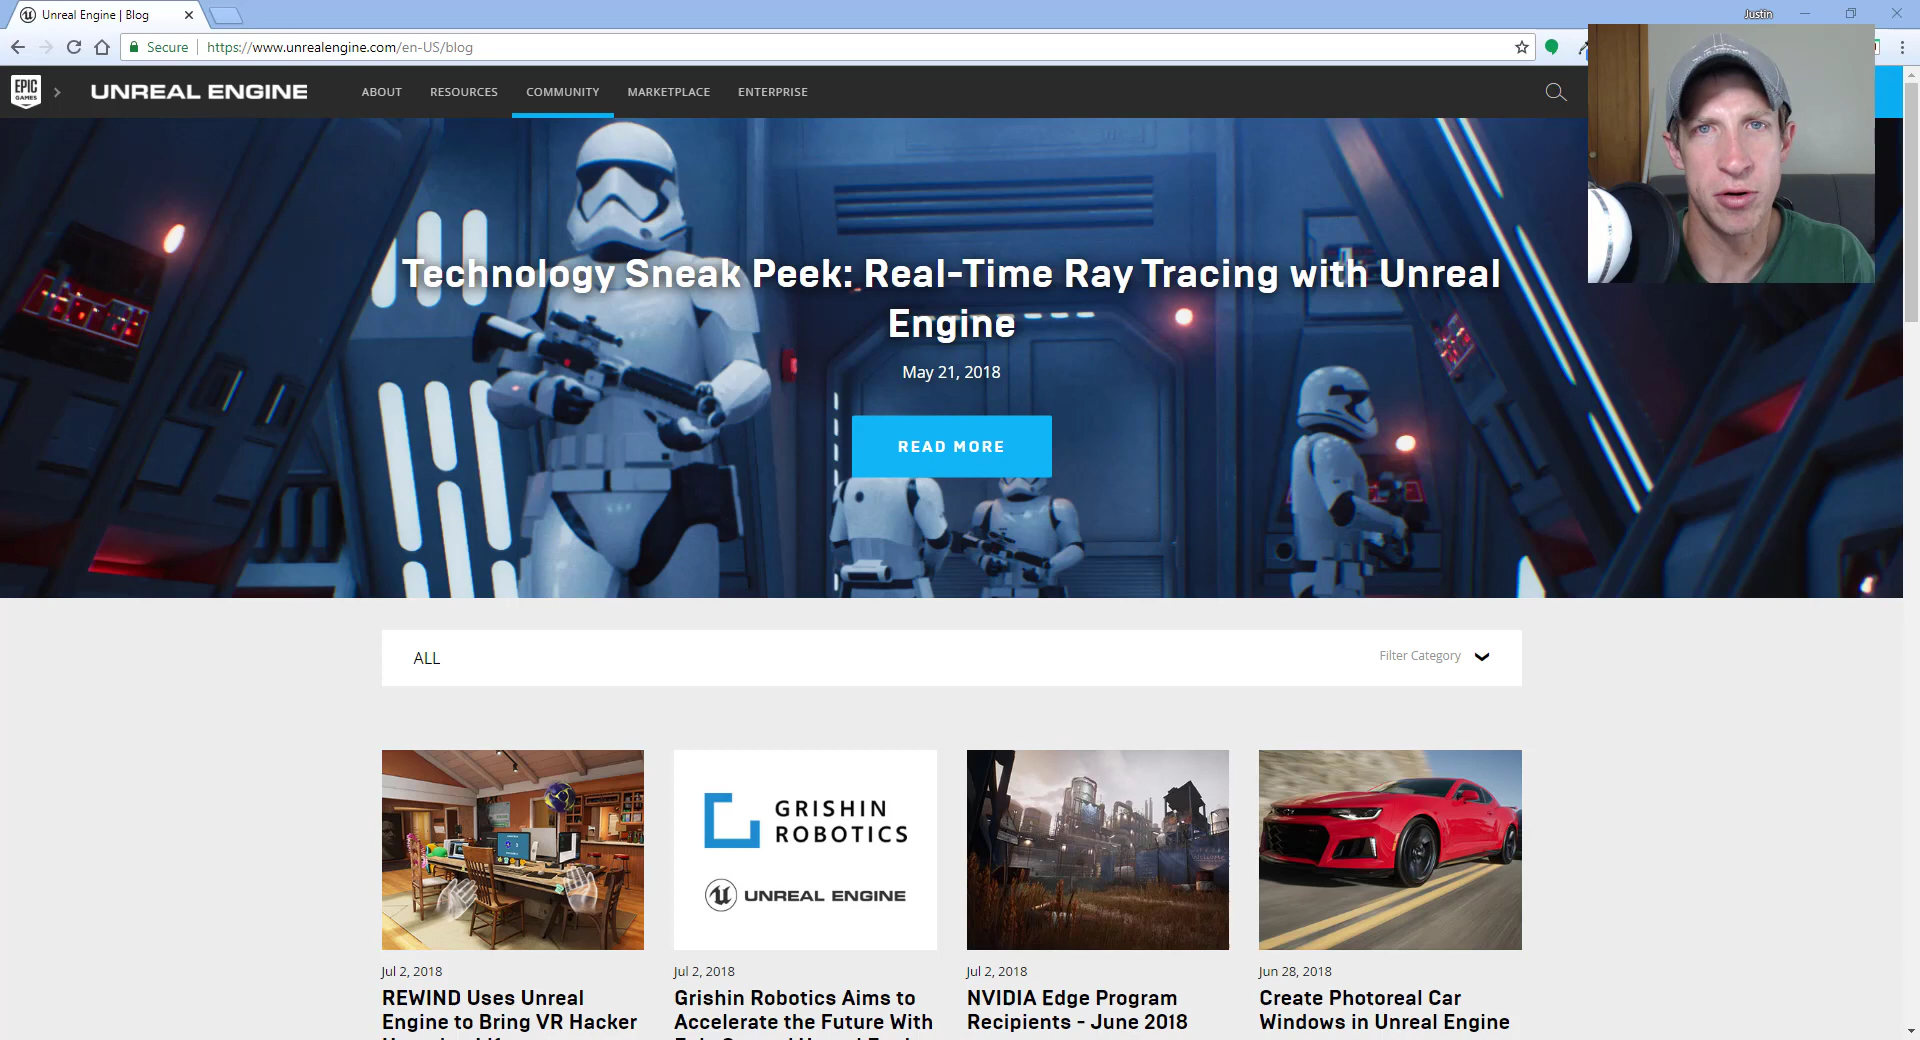 Unreal Engine | Blog
Justin
Secure
https://www.unrealengine.com/en-US/blog
EPIC
GAMES
UNREAL ENGINE
ABOUT
RESOURCES
COMMUNITY
MARKETPLACE
ENTERPRISE
Technology Sneak Peek: Real-Time Ray Tracing with Unreal
Engine
May 21, 2018
READ MORE
ALL
Filter Category
GRISHIN
ROBOTICS
UNREAL ENGINE
Jul 2, 2018
REWIND Uses Unreal
Engine to Bring VR Hacker
Jul 2, 2018
Grishin Robotics Aims to
Accelerate the Future With
Jul 2, 2018
NVIDIA Edge Program
Recipients - June 2018
Jun 28, 2018
Create Photoreal Car
Windows in Unreal Engine